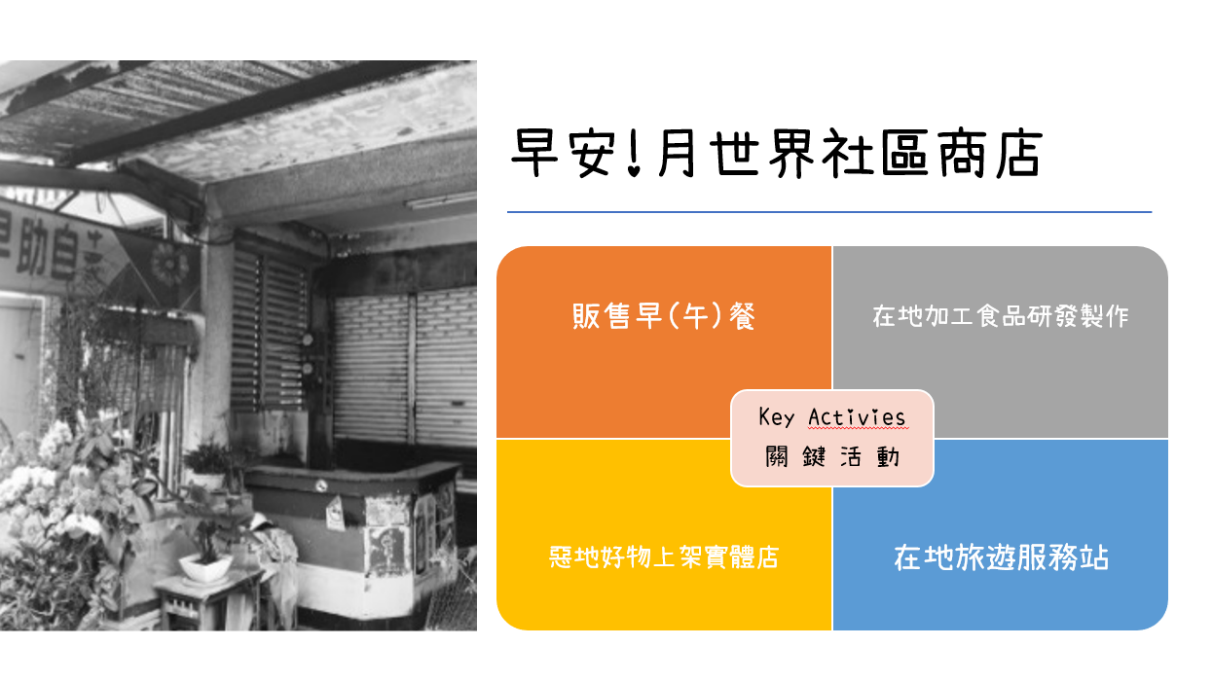 早安!月世界社區商店
販售早(午)餐
在地加工食品研發製作
Key Activies
關鍵活動
惡地好物上架實體店
在地旅遊服務站
早助自